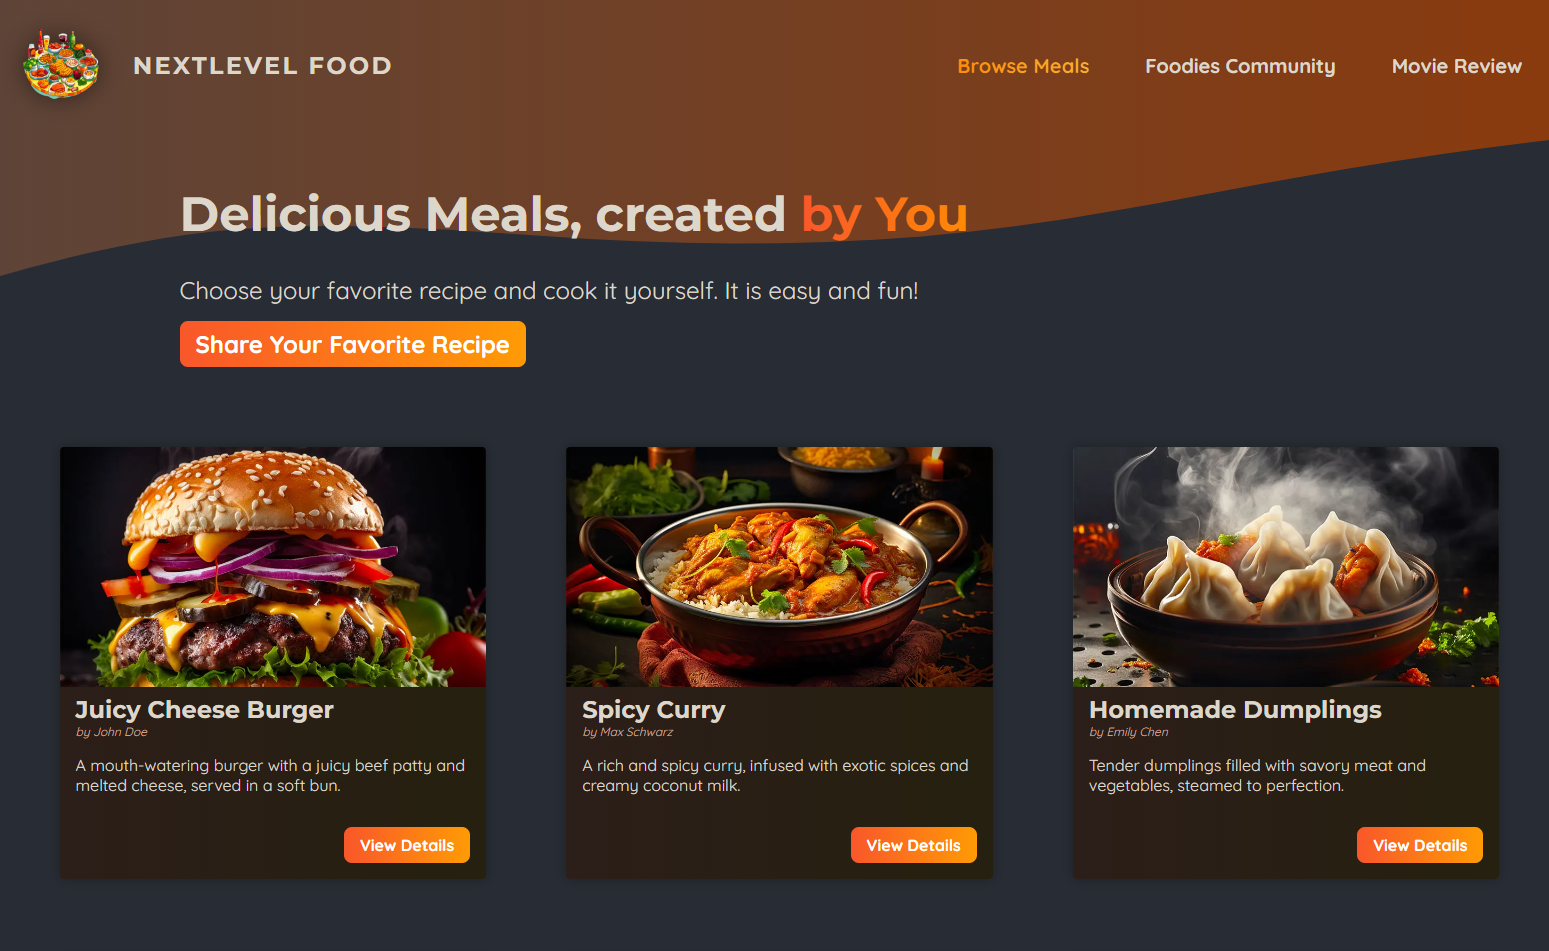 NEXTLEVEL FOOD
Browse Meals
Foodies Community
Movie Review
Delicious Meals, created by You
Choose your favorite recipe and cook it yourself. It is easy and fun!
Share Your Favorite Recipe
Juicy Cheese Burger
by John Doe
A mouth-watering burger with a juicy beef patty and
melted cheese, served in a soft bun.
View Details
Spicy Curry
by Max Schwarz
A rich and spicy curry, infused with exotic spices and
creamy coconut milk.
View Details
Homemade Dumplings
by Emily Chen
Tender dumplings filled with savory meat and
vegetables, steamed to perfection.
View Details